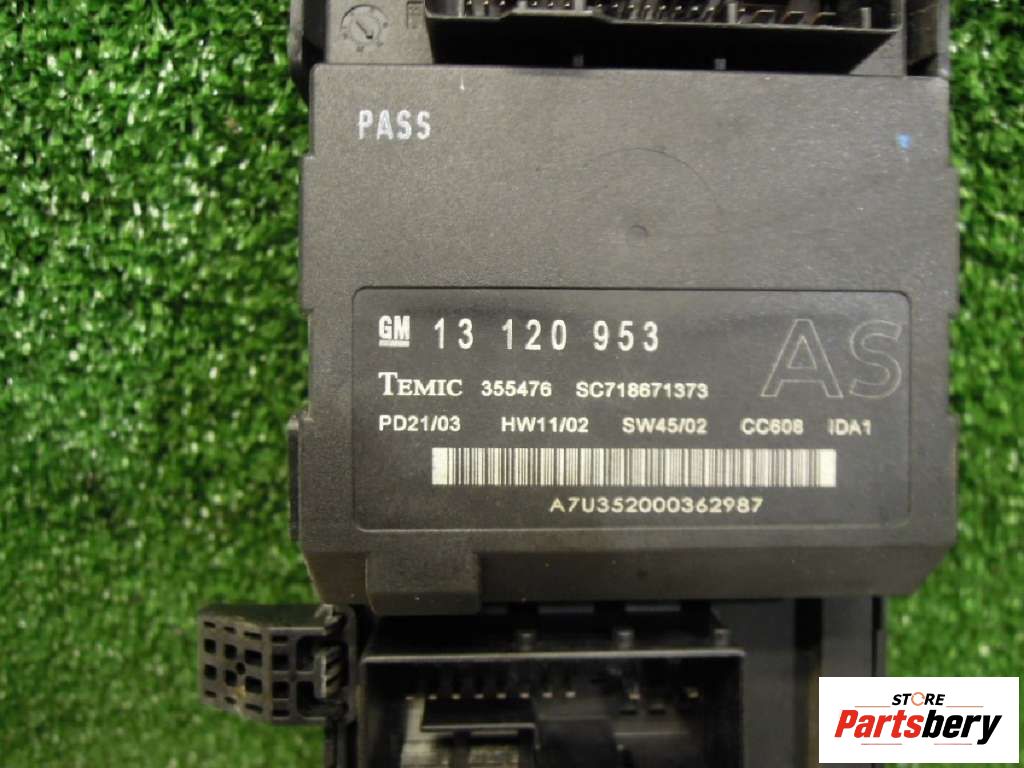 PASS
GM 13 120 953 AS
TEMIC 355476 SC718671373
PD21/03 HW11/02 SW45/02 CC608 IDA1
A7U352000362987
STORE
Partsbery